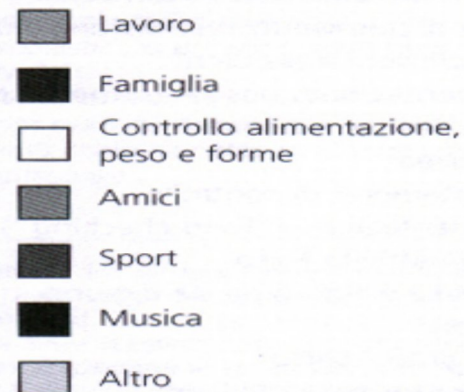 Lavoro
Famiglia
Controllo alimentazione,
peso e forme
Amici
Sport
Musica
Altro